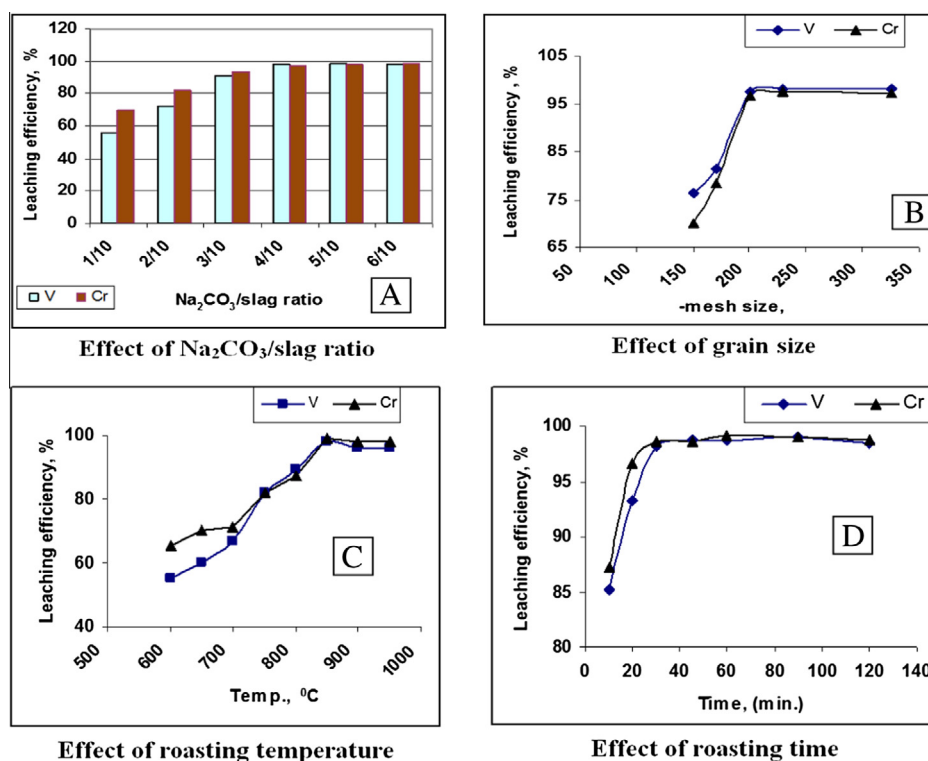 120
100
80
60
40
20
0
Leaching efficiency, %
1/10 2/10 3/10 4/10 5/10 6/10
V Cr
Na₂CO₃/slag ratio
A
Effect of Na₂CO₃/slag ratio
V Cr
105
95
85
75
65
Leaching efficiency, %
50 100 150 200 250 300 350
-mesh size,
B
Effect of grain size
V Cr
100
80
60
40
Leaching efficiency, %
500 600 700 800 900 1000
Temp., ⁰C
C
Effect of roasting temperature
V Cr
100
95
90
85
80
Leaching efficiency, %
0 20 40 60 80 100 120 140
Time, (min.)
D
Effect of roasting time